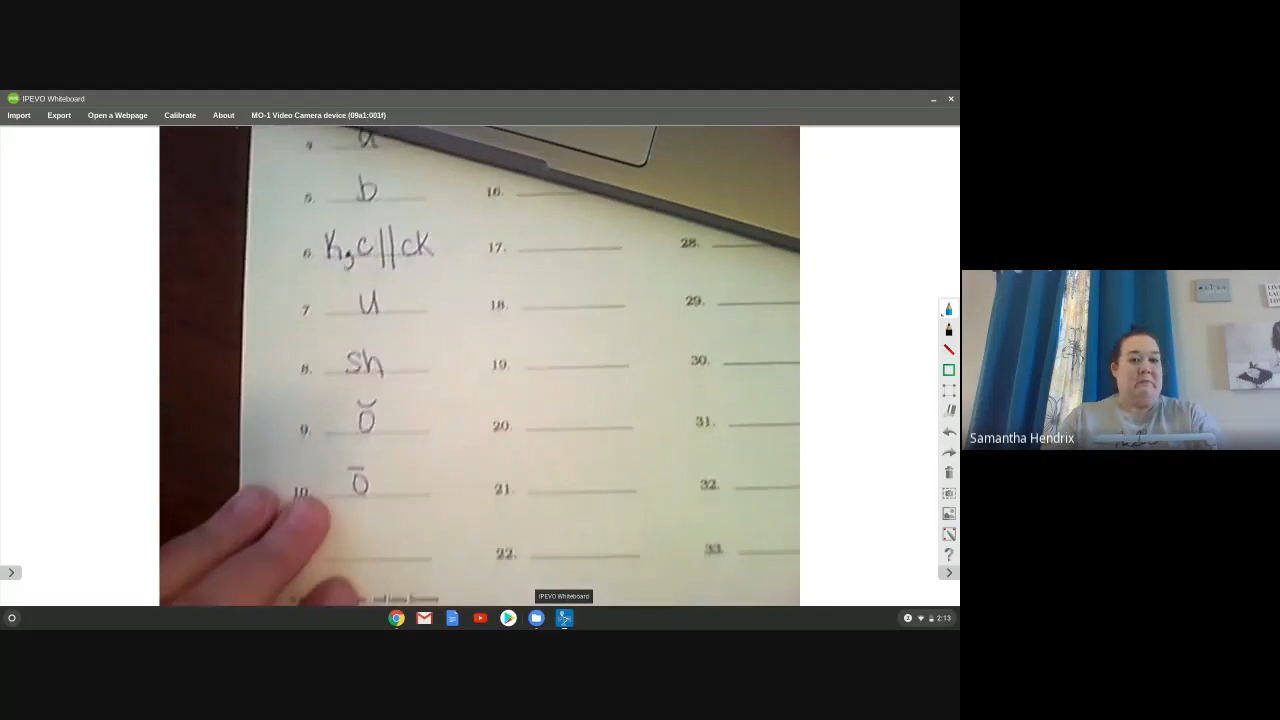 IPEVO Whiteboard
Import Export Open a Webpage Calibrate About MO-1 Video Camera device (09a1:001f)
4 a
5. b 16.
6 k, c || ck 17. 28.
7 u 18. 29.
8. sh 19. 30.
9. ŏ 20. 31.
10. ō 21. 32.
22. 33.
IPEVO Whiteboard
2 2:13
Samantha Hendrix